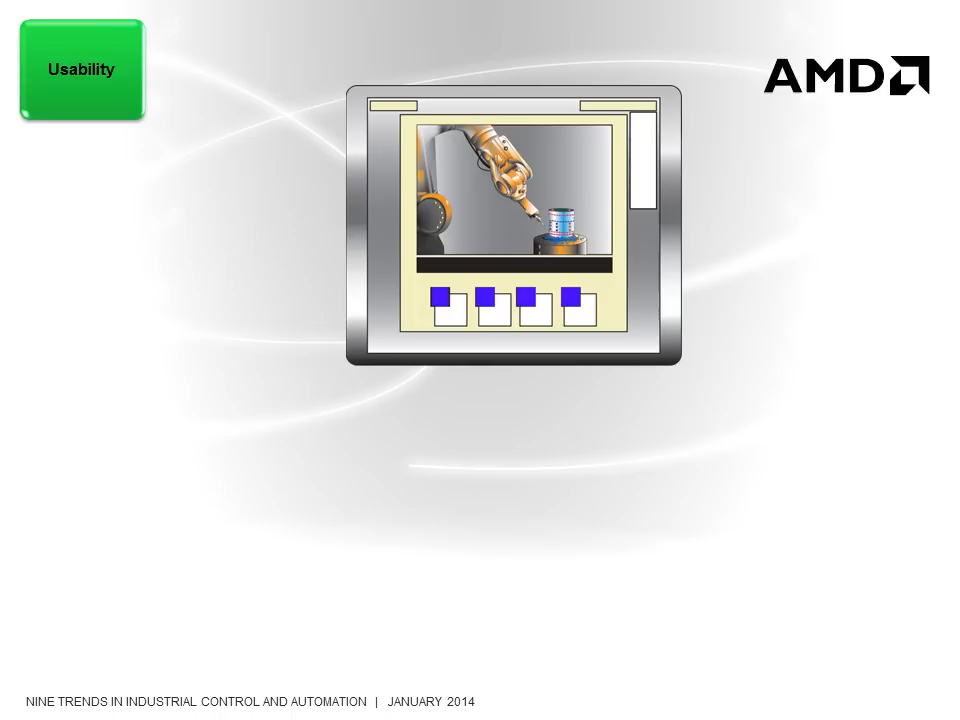 Usability
AMD
NINE TRENDS IN INDUSTRIAL CONTROL AND AUTOMATION | JANUARY 2014